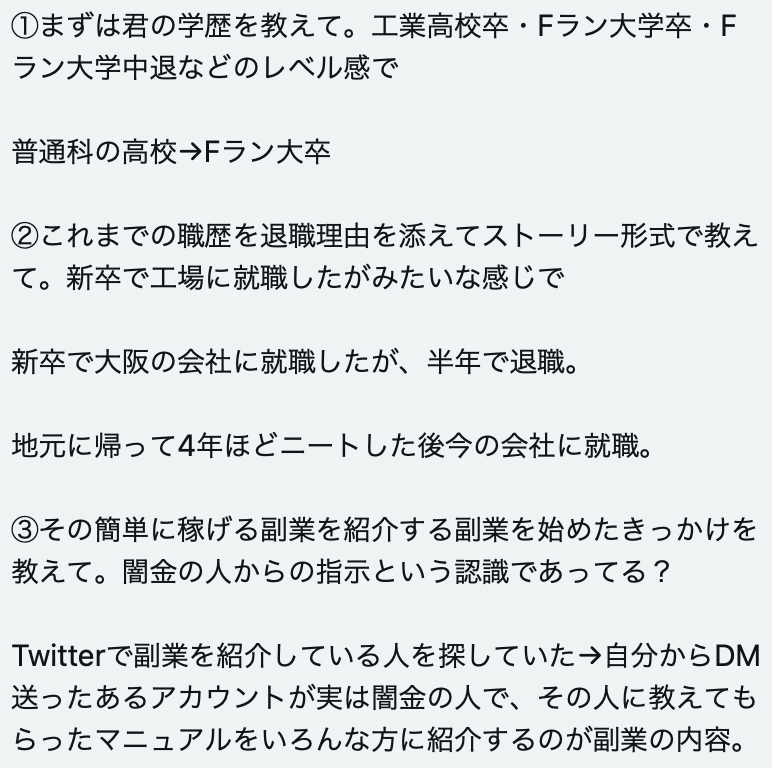 ①まずは君の学歴を教えて。工業高校卒・Fラン大学卒・F
ラン大学中退などのレベル感で
普通科の高校→Fラン大卒
②これまでの職歴を退職理由を添えてストーリー形式で教え
て。新卒で工場に就職したがみたいな感じで
新卒で大阪の会社に就職したが、半年で退職。
地元に帰って4年ほどニートした後今の会社に就職。
③その簡単に稼げる副業を紹介する副業を始めたきっかけを
教えて。闇金の人からの指示という認識であってる？
Twitterで副業を紹介している人を探していた→自分からDM
送ったあるアカウントが実は闇金の人で、その人に教えても
らったマニュアルをいろんな方に紹介するのが副業の内容。